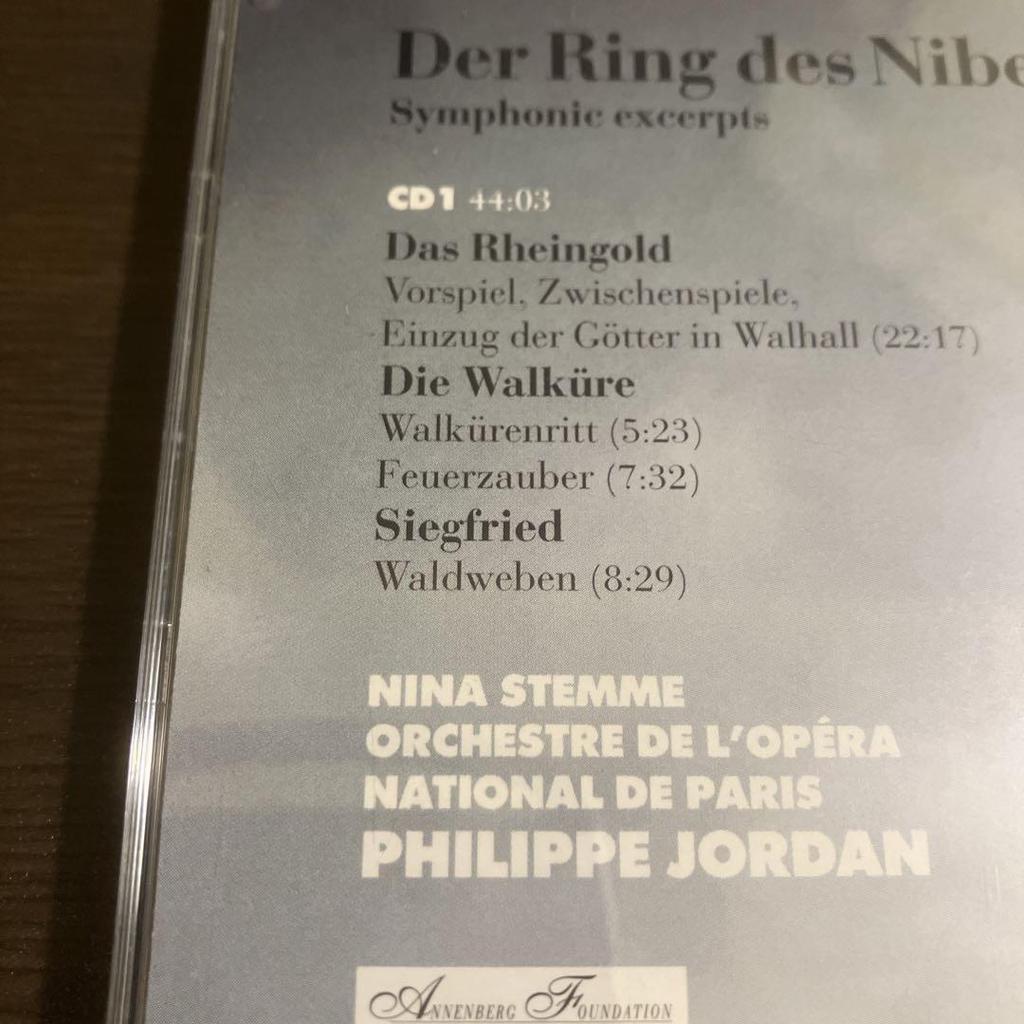 Der Ring des Nibe
Symphonic excerpts
CD 1 44:03
Das Rheingold
Vorspiel, Zwischenspiele,
Einzug der Götter in Walhall (22:17)
Die Walküre
Walkürenritt (5:23)
Feuerzauber (7:32)
Siegfried
Waldweben (8:29)
NINA STEMME
ORCHESTRE DE L'OPÉRA
NATIONAL DE PARIS
PHILIPPE JORDAN
ANNENBERG FOUNDATION